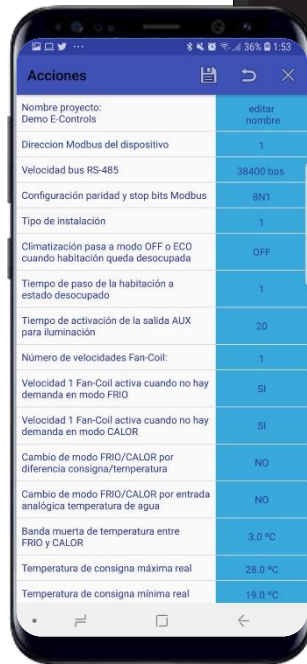 36% 1:53
Acciones
Nombre proyecto:
Demo E-Controls
editar
nombre
Direccion Modbus del dispositivo
1
Velocidad bus RS-485
38400 bos
Configuración paridad y stop bits Modbus
8N1
Tipo de instalación
1
Climatización pasa a modo OFF o ECO
cuando habitación queda desocupada
OFF
Tiempo de paso de la habitación a
estado desocupado
1
Tiempo de activación de la salida AUX
para iluminación
20
Número de velocidades Fan-Coil:
1
Velocidad 1 Fan-Coil activa cuando no hay
demanda en modo FRIO
SI
Velocidad 1 Fan-Coil activa cuando no hay
demanda en modo CALOR
SI
Cambio de modo FRIO/CALOR por
diferencia consigna/temperatura
NO
Cambio de modo FRIO/CALOR por entrada
analógica temperatura de agua
NO
Banda muerta de temperatura entre
FRIO y CALOR
3.0 ºC
Temperatura de consigna máxima real
28.0 ºC
Temperatura de consigna mínima real
19.0 ºC